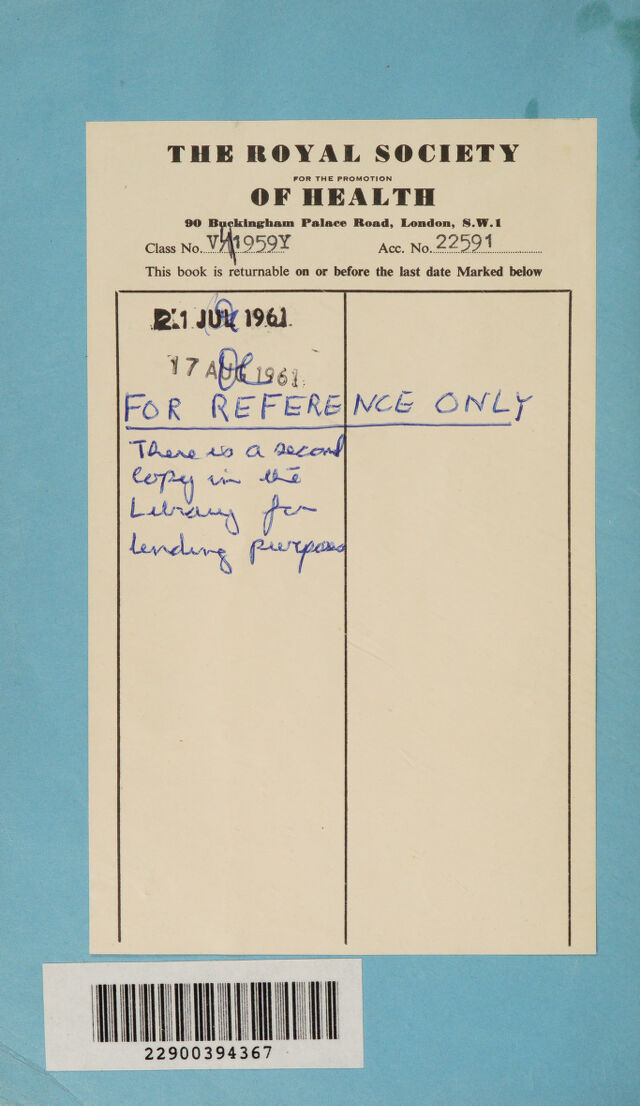 THE ROYAL SOCIETY
FOR THE PROMOTION
OF HEALTH
90 Buckingham Palace Road, London, S.W.1
Class No. 1959Y Acc. No. 22591
This book is returnable on or before the last date Marked below
21 JUL 1961
17 AUG 1961
FOR REFERENCE ONLY
There is a second
Copy in the
Library for
lending purposes
22900394367